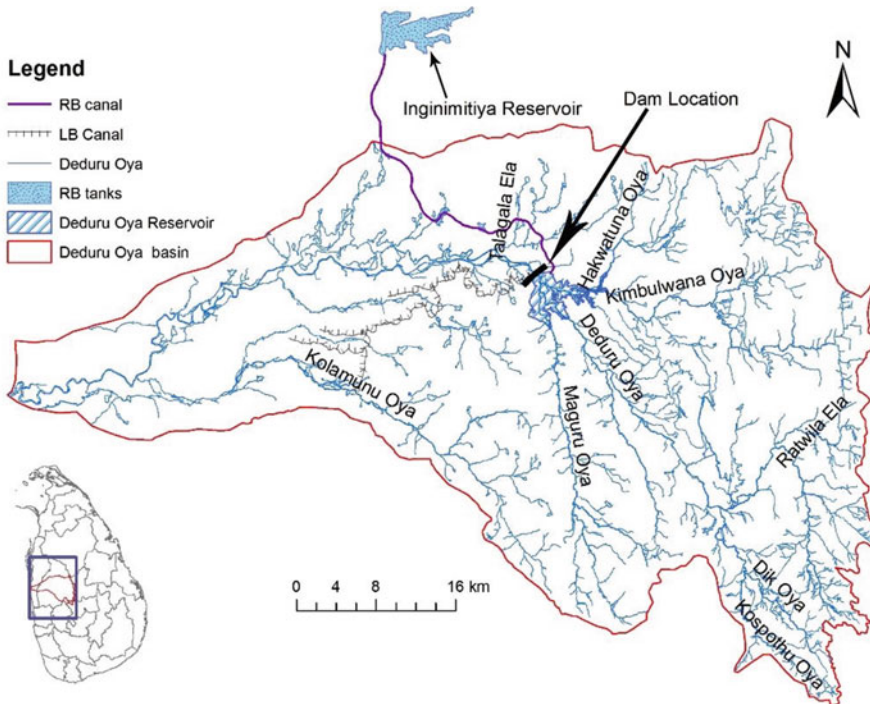 Legend
RB canal
LB Canal
Deduru Oya
RB tanks
Deduru Oya Reservoir
Deduru Oya basin
Inginimitiya Reservoir
Dam Location
N
Talagala Ela
Hakwatuna Oya
Kimbulwana Oya
Deduru Oya
Kolamunu Oya
Maguru Oya
Ratwila Ela
Dik Oya
Kospothu Oya
0 4 8 16 km